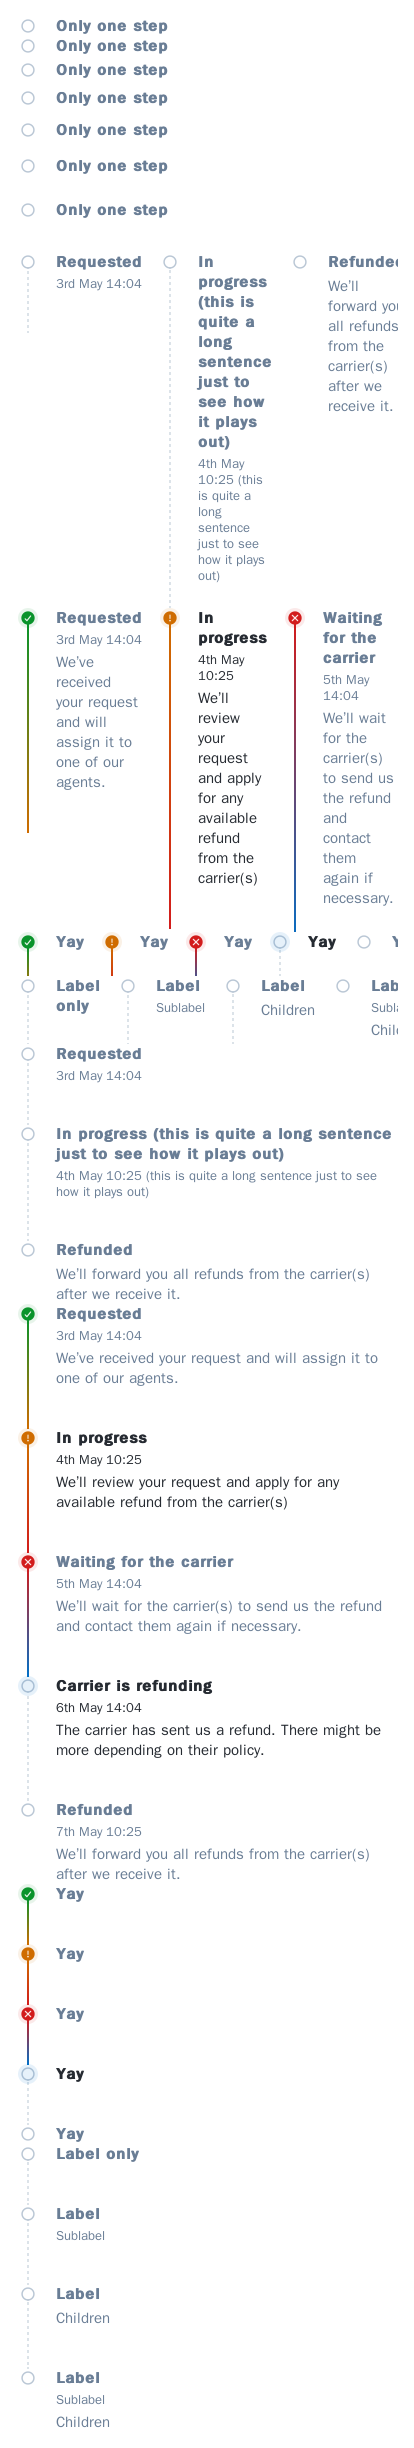 Only one step
Only one step
Only one step
Only one step
Only one step
Only one step
Only one step
Requested
3rd May 14:04
In
progress
(this is
quite a
long
sentence
just to
see how
it plays
out)
4th May
10:25 (this
is quite a
long
sentence
just to see
how it plays
out)
Refunded
We'll
forward you
all refunds
from the
carrier(s)
after we
receive it.
Requested
3rd May 14:04
We've
received
your request
and will
assign it to
one of our
agents.
In
progress
4th May
10:25
We'll
review
your
request
and apply
for any
available
refund
from the
carrier(s)
Waiting
for the
carrier
5th May
14:04
We'll wait
for the
carrier(s)
to send us
the refund
and
contact
them
again if
necessary.
Yay
Yay
Yay
Yay
Label
only
Label
Sublabel
Label
Children
Requested
3rd May 14:04
In progress (this is quite a long sentence
just to see how it plays out)
4th May 10:25 (this is quite a long sentence just to see
how it plays out)
Refunded
We'll forward you all refunds from the carrier(s)
after we receive it.
Requested
3rd May 14:04
We've received your request and will assign it to
one of our agents.
In progress
4th May 10:25
We'll review your request and apply for any
available refund from the carrier(s)
Waiting for the carrier
5th May 14:04
We'll wait for the carrier(s) to send us the refund
and contact them again if necessary.
Carrier is refunding
6th May 14:04
The carrier has sent us a refund. There might be
more depending on their policy.
Refunded
7th May 10:25
We'll forward you all refunds from the carrier(s)
after we receive it.
Yay
Yay
Yay
Yay
Yay
Label only
Label
Sublabel
Label
Children
Label
Sublabel
Children